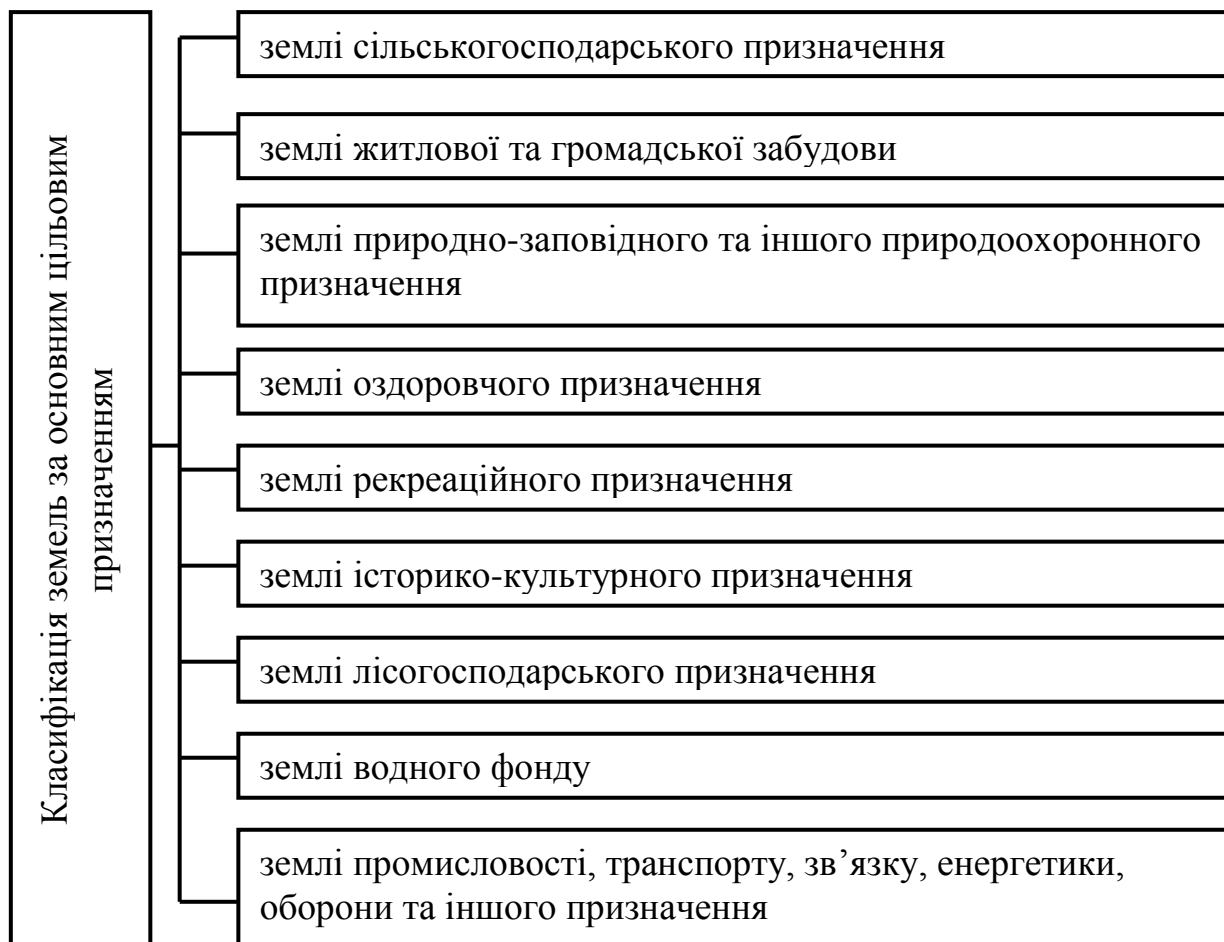 Класифікація земель за основним цільовим
призначенням
землі сільськогосподарського призначення
землі житлової та громадської забудови
землі природно-заповідного та іншого природоохоронного
призначення
землі оздоровчого призначення
землі рекреаційного призначення
землі історико-культурного призначення
землі лісогосподарського призначення
землі водного фонду
землі промисловості, транспорту, зв’язку, енергетики,
оборони та іншого призначення